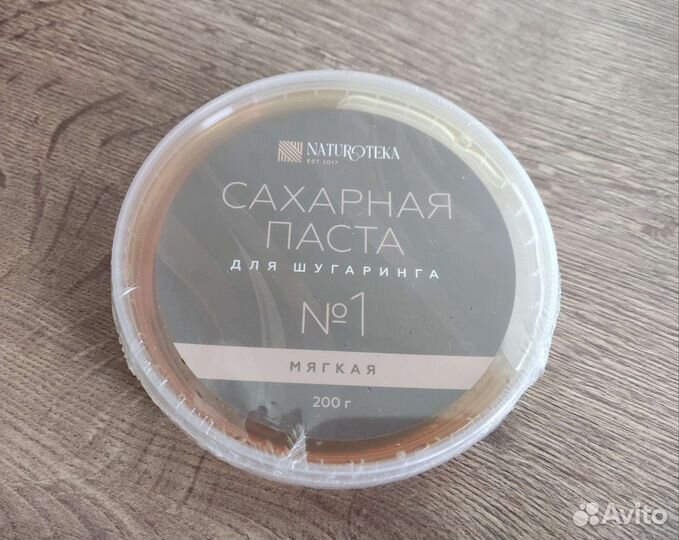 NATUROTEKA
EST 2017
САХАРНАЯ
ПАСТА
ДЛЯ ШУГАРИНГА
№1
МЯГКАЯ
200 г
Avito